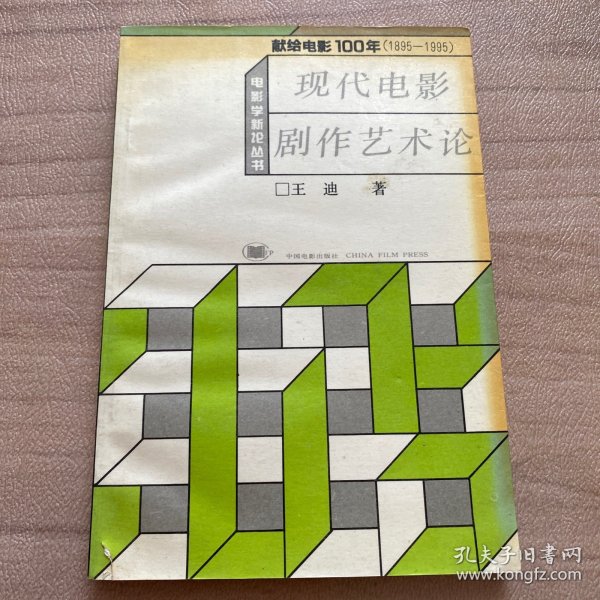 献给电影100年(1895—1995)
电影学新论丛书
现代电影
剧作艺术论
□王 迪 著
中国电影出版社 CHINA FILM PRESS
孔夫子旧书网
www.kongfz.com